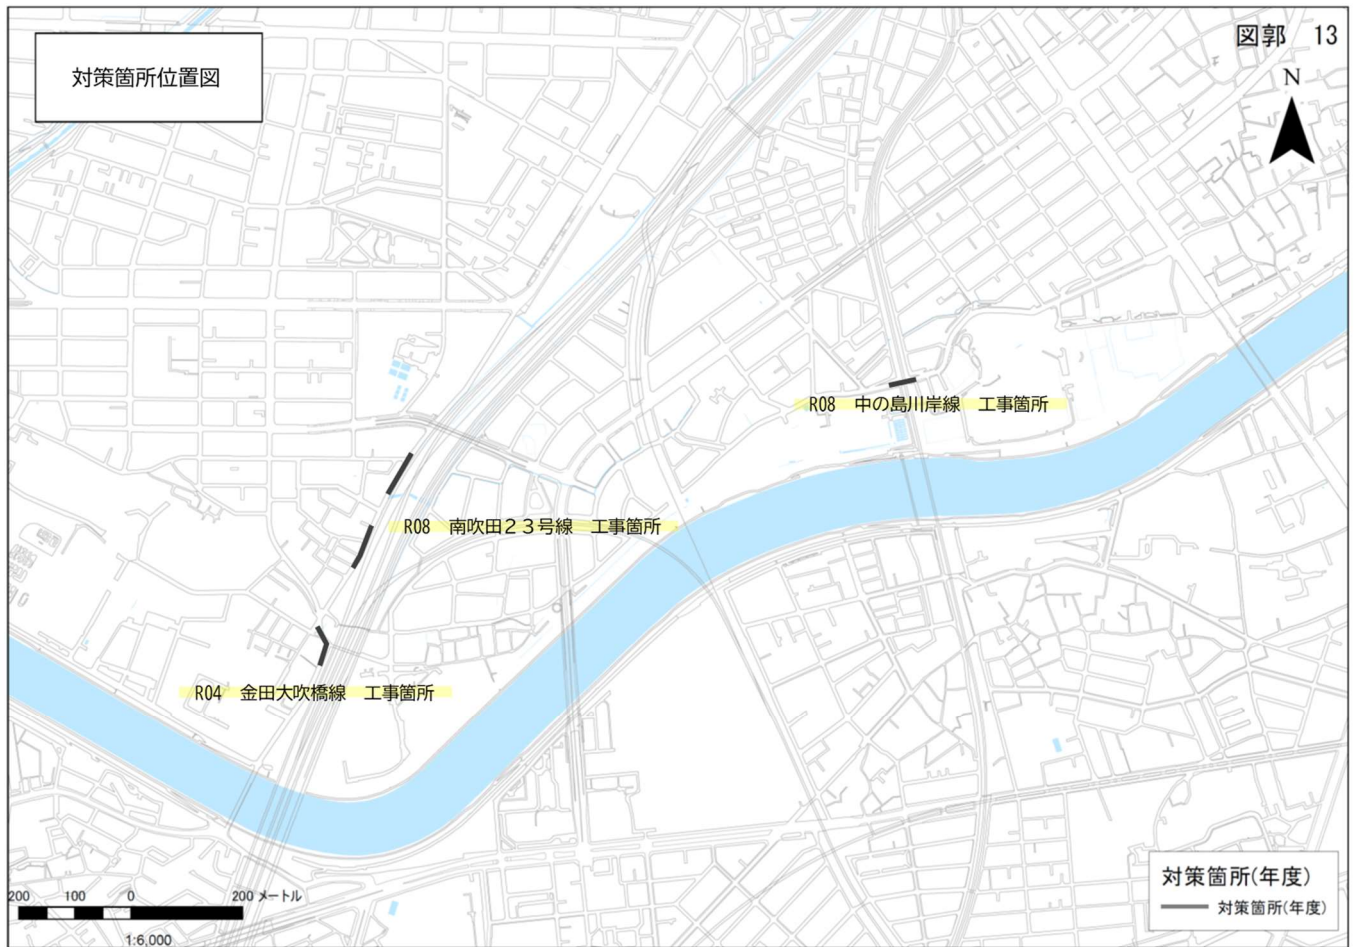 図郭　13
対策箇所位置図
N
R08　中の島川岸線　工事箇所
R08　南吹田２３号線　工事箇所
R04　金田大吹橋線　工事箇所
対策箇所(年度)
対策箇所(年度)
200 100 0 200 メートル
1:6,000